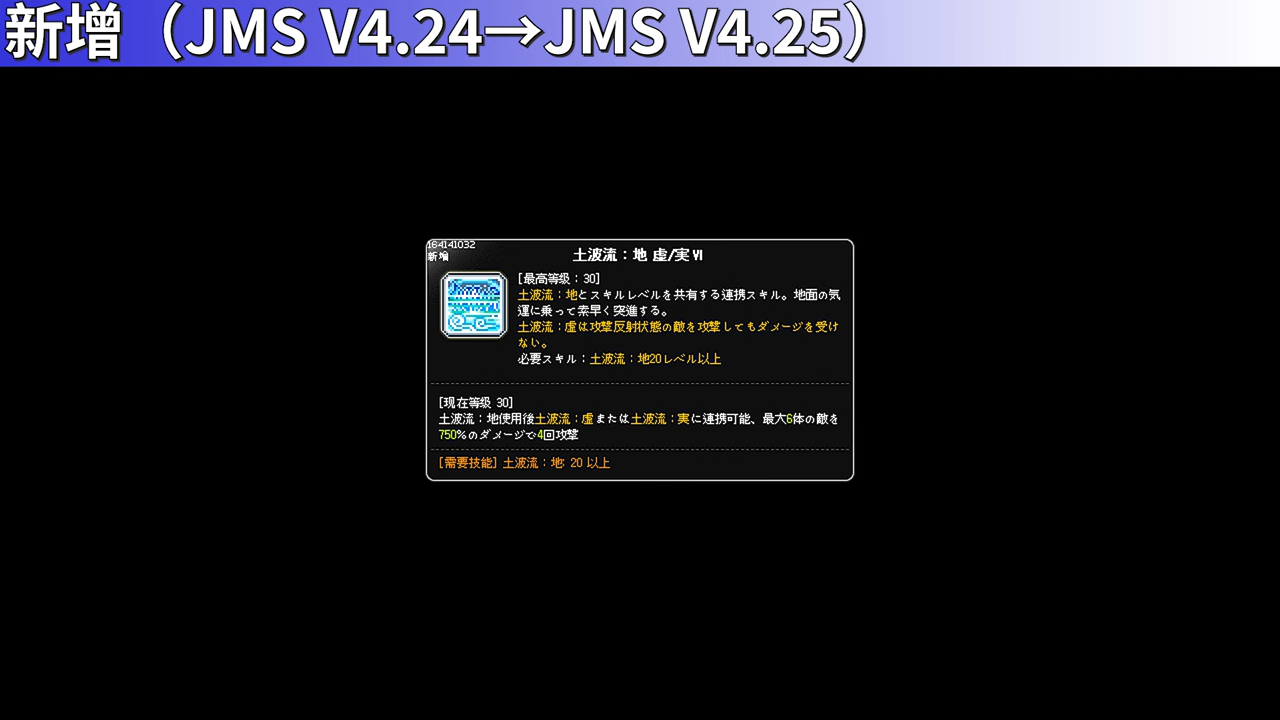 新増（JMS V4.24→JMS V4.25）
164141032
新增
土波流：地 虚/実 VI
[最高等級：30]
土波流：地とスキルレベルを共有する連携スキル。地面の気
運に乗って素早く突進する。
土波流：虚は攻撃反射状態の敵を攻撃してもダメージを受け
ない。
必要スキル：土波流：地20レベル以上
[現在等級 30]
土波流：地使用後土波流：虚または土波流：実に連携可能、最大6体の敵を
750%のダメージで4回攻撃
[需要技能] 土波流：地: 20 以上